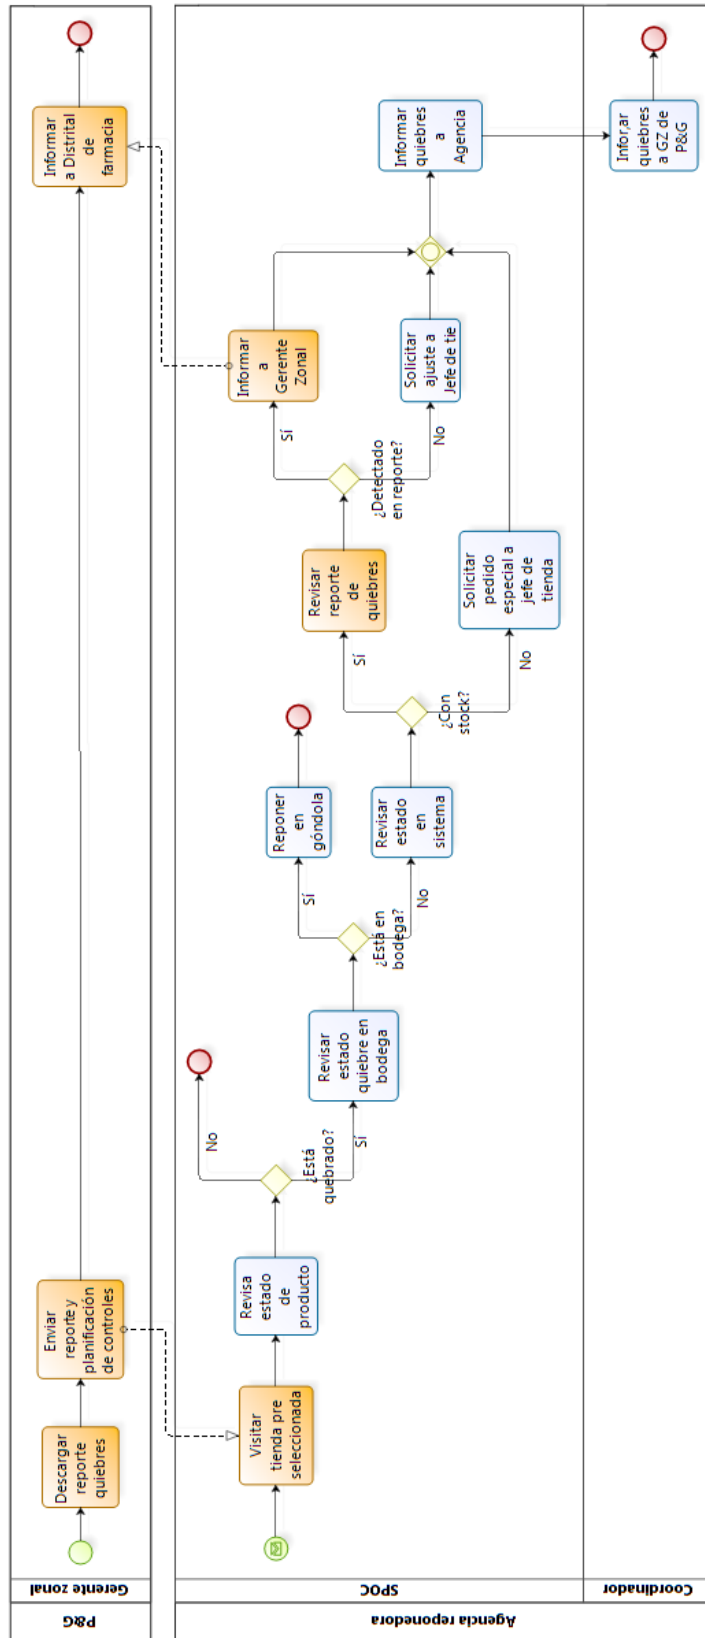 P&G
Gerente zonal
Descargar
reporte
quiebres
Enviar
reporte y
planificación
de controles
Informar
a Distrital
de
farmacia
Agencia reponedora
SPOC
Visitar
tienda pre
seleccionada
Revisa
estado
de
producto
¿Está
quebrado?
No
Sí
Revisar
estado
quiebre en
bodega
¿Está en
bodega?
Sí
No
Reponer
en
góndola
Revisar
estado
en
sistema
¿Con
stock?
Sí
No
Revisar
reporte
de
quiebres
Solicitar
pedido
especial a
jefe de
tienda
¿Detectado
en reporte?
Sí
No
Informar
a
Gerente
Zonal
Solicitar
ajuste a
Jefe de tie
Informar
quiebres
a
Agencia
Coordinador
Infor,ar
quiebres
a GZ de
P&G